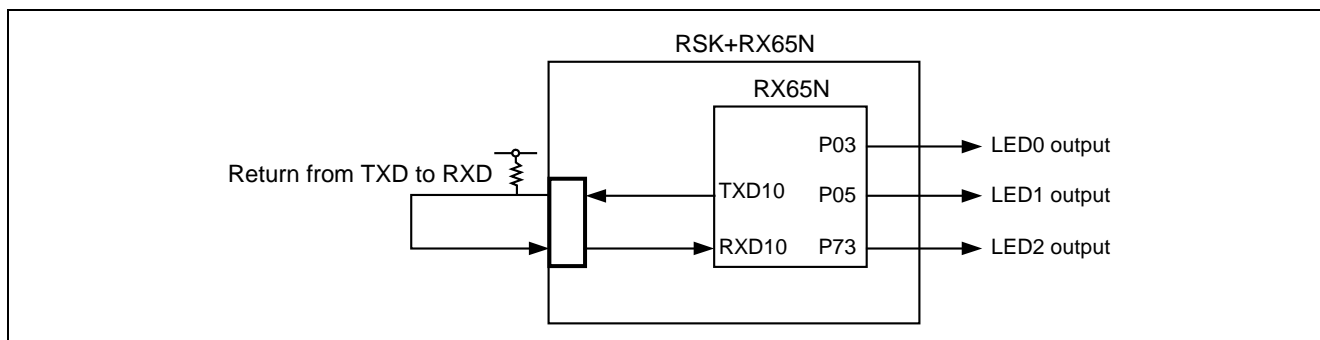 RSK+RX65N
RX65N
P03
LED0 output
Return from TXD to RXD
TXD10
P05
LED1 output
RXD10
P73
LED2 output